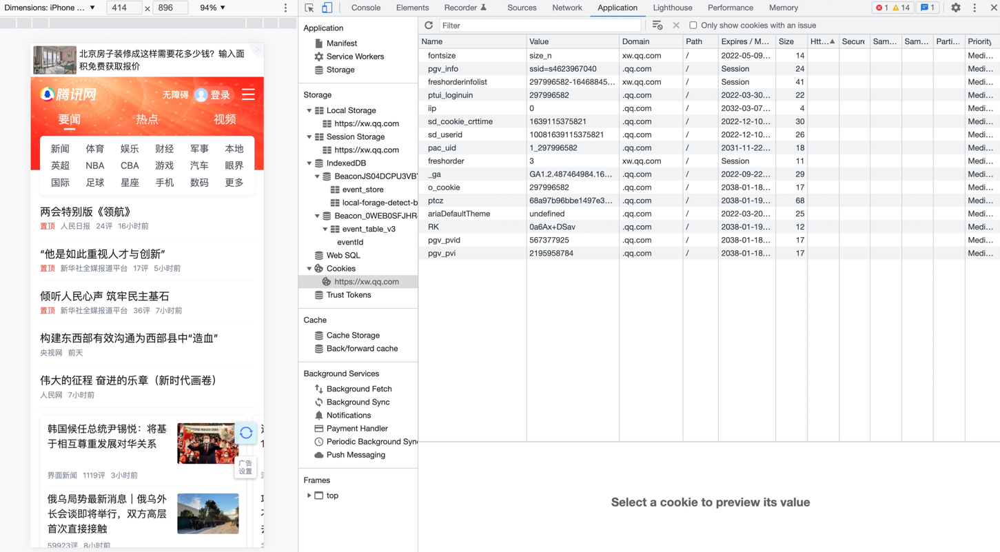 Dimensions: iPhone ... ▼ 414 × 896 94% ▼
Console Elements Recorder Sources Network Application Lighthouse Performance Memory 1 14 1
北京房子装修成这样需要花多少钱？输入面
积免费获取报价
腾讯网 无障碍 登录
要闻 热点 视频
新闻 体育 娱乐 财经 军事 本地
英超 NBA CBA 游戏 汽车 眼界
国际 足球 星座 手机 数码 更多
两会特别版《领航》
置顶 人民日报 24评 16小时前
“他是如此重视人才与创新”
置顶 新华社全媒报道平台 17评 5小时前
倾听人民心声 筑牢民主基石
置顶 新华社全媒报道平台 36评 7小时前
构建东西部有效沟通为西部县中“造血”
央视网 前天
伟大的征程 奋进的乐章（新时代画卷）
人民网 7小时前
韩国候任总统尹锡悦：将基
于相互尊重发展对华关系
界面新闻 1119评 3小时前
广告
设置
俄乌局势最新消息｜俄乌外
长会谈即将举行，双方高层
首次直接接触
59923评 8小时前
Application
Manifest
Service Workers
Storage
Storage
Local Storage
https://xw.qq.com
Session Storage
https://xw.qq.com
IndexedDB
BeaconJS04DCPU3VB
event_store
local-forage-detect-b
Beacon_0WEB0SFJHR
event_table_v3
eventId
Web SQL
Cookies
https://xw.qq.com
Trust Tokens
Cache
Cache Storage
Back/forward cache
Background Services
Background Fetch
Background Sync
Notifications
Payment Handler
Periodic Background Sync
Push Messaging
Frames
top
Filter Only show cookies with an issue
Name Value Domain Path Expires / M... Size Htt...▲ Secure Sam... Sam... Parti... Priority
fontsize size_n xw.qq.com / 2022-05-09... 14 Medi...
pgv_info ssid=s4623967040 .qq.com / Session 24 Medi...
freshorderinfolist 297996582-16468845... xw.qq.com / Session 41 Medi...
ptui_loginuin 297996582 .qq.com / 2022-03-30... 22 Medi...
iip 0 .qq.com / 2032-03-07... 4 Medi...
sd_cookie_crttime 1639115375821 .qq.com / 2022-12-10... 30 Medi...
sd_userid 10081639115375821 .qq.com / 2022-12-10... 26 Medi...
pac_uid 1_297996582 .qq.com / 2031-11-22... 18 Medi...
freshorder 3 xw.qq.com / Session 11 Medi...
_ga GA1.2.487464984.16... .qq.com / 2022-09-22... 29 Medi...
o_cookie 297996582 .qq.com / 2038-01-18... 17 Medi...
ptcz 68a97b96bbe1497e3... .qq.com / 2038-01-19... 68 Medi...
ariaDefaultTheme undefined .qq.com / 2022-03-20... 25 Medi...
RK 0a6Ax+DSav .qq.com / 2038-01-19... 12 Medi...
pgv_pvid 567377925 .qq.com / 2038-01-18... 17 Medi...
pgv_pvi 2195958784 .qq.com / 2038-01-18... 17 Medi...
Select a cookie to preview its value